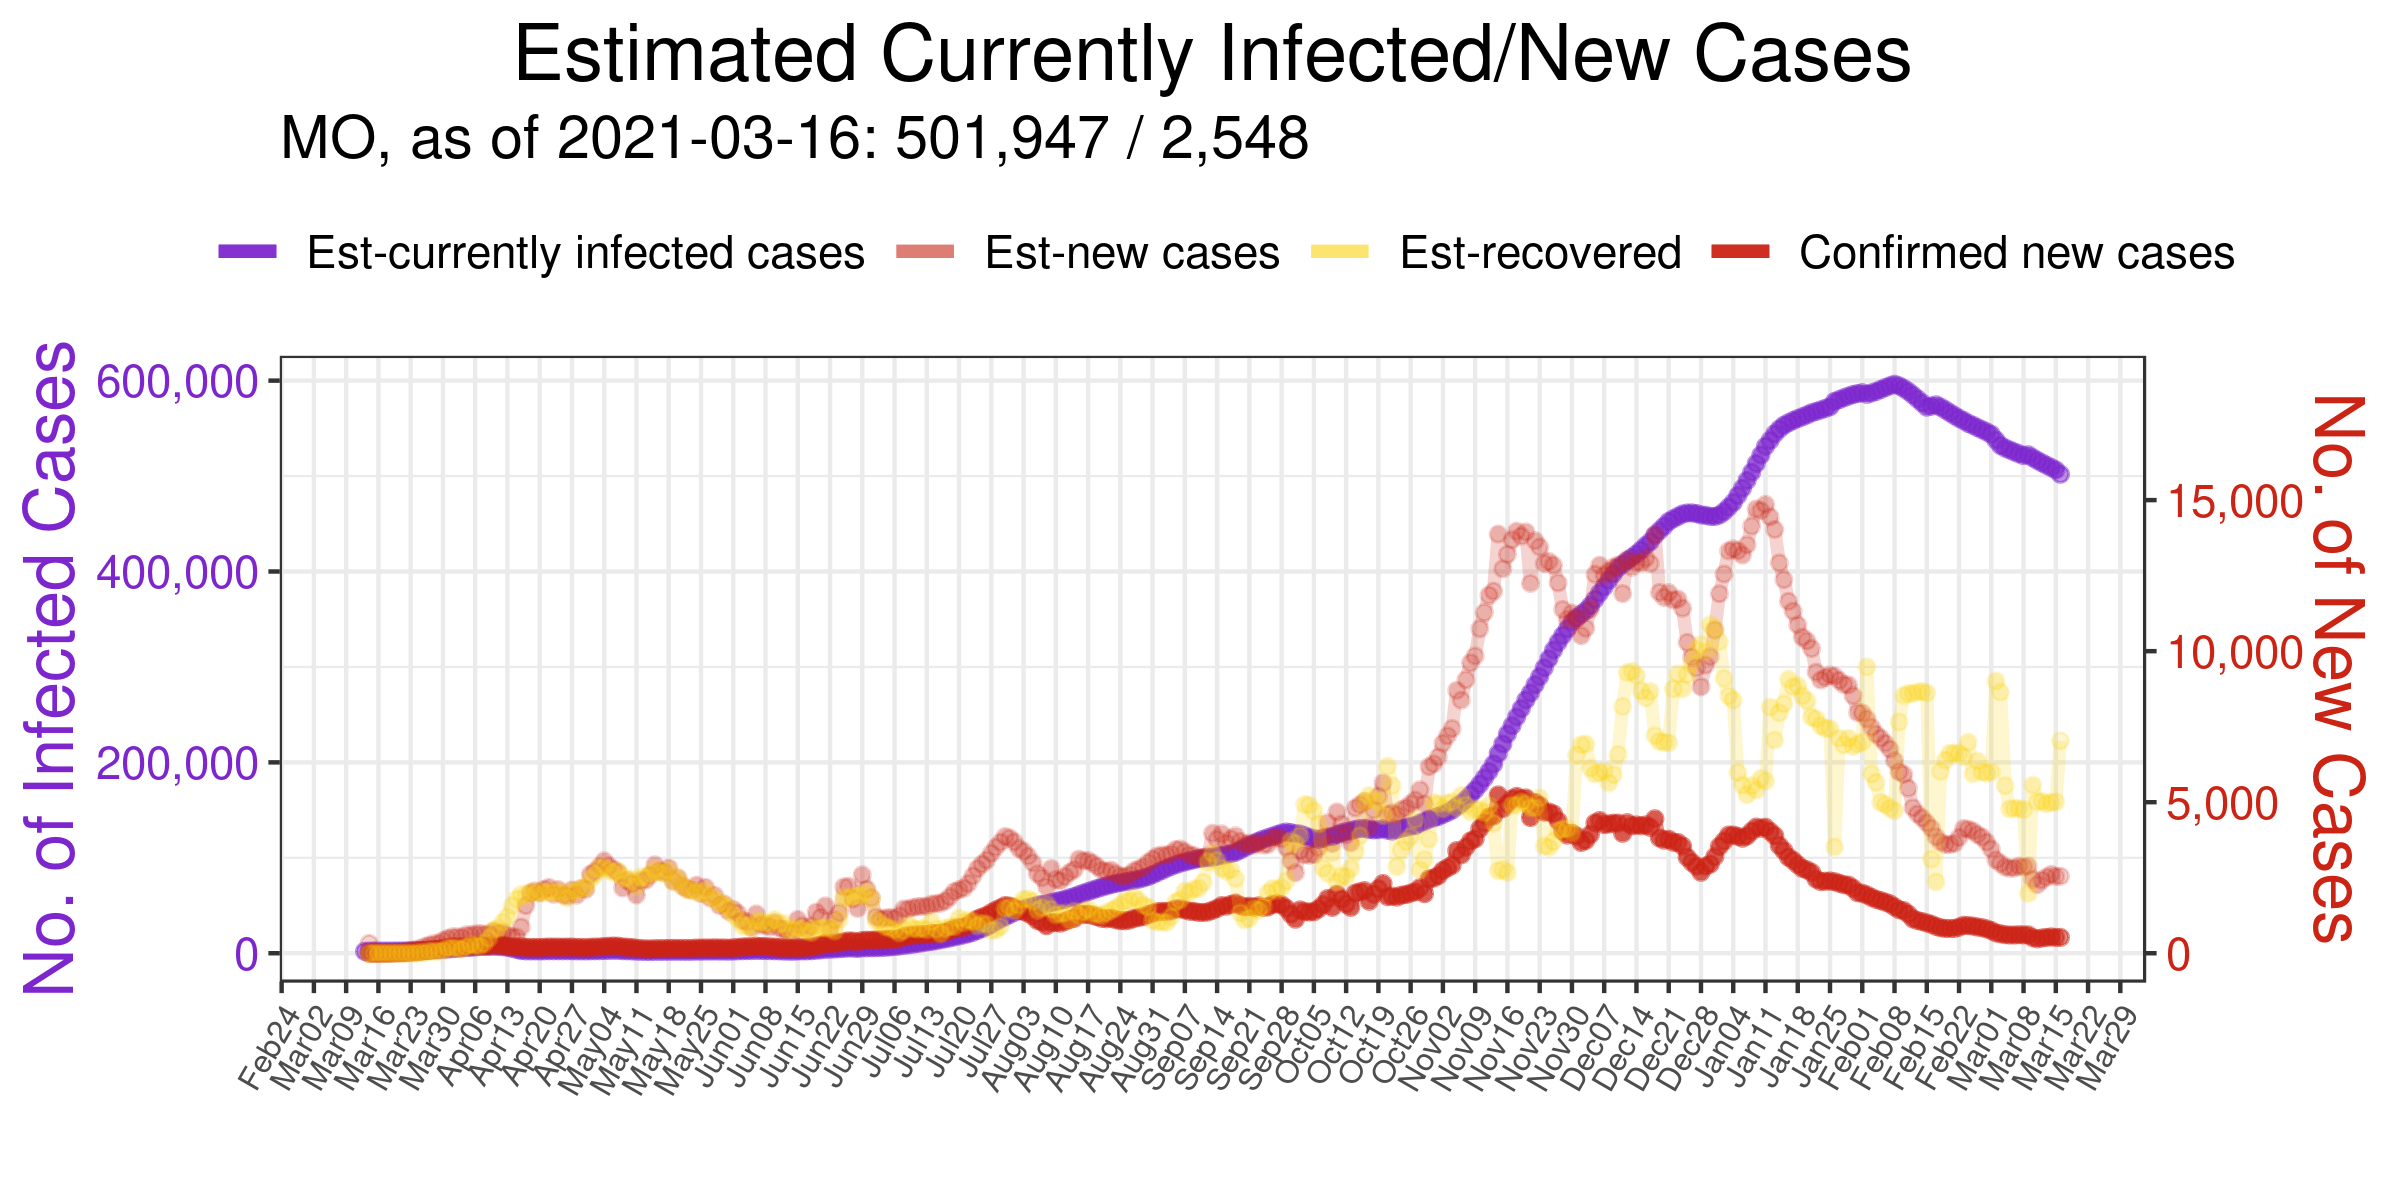 Estimated Currently Infected/New Cases
MO, as of 2021-03-16: 501,947 / 2,548
Est-currently infected cases Est-new cases Est-recovered Confirmed new cases
No. of Infected Cases
600,000
400,000
200,000
0
No. of New Cases
15,000
10,000
5,000
0
Feb24 Mar02 Mar09 Mar16 Mar23 Mar30 Apr06 Apr13 Apr20 Apr27 May04 May11 May18 May25 Jun01 Jun08 Jun15 Jun22 Jun29 Jul06 Jul13 Jul20 Jul27 Aug03 Aug10 Aug17 Aug24 Aug31 Sep07 Sep14 Sep21 Sep28 Oct05 Oct12 Oct19 Oct26 Nov02 Nov09 Nov16 Nov23 Nov30 Dec07 Dec14 Dec21 Dec28 Jan04 Jan11 Jan18 Jan25 Feb01 Feb08 Feb15 Feb22 Mar01 Mar08 Mar15 Mar22 Mar29